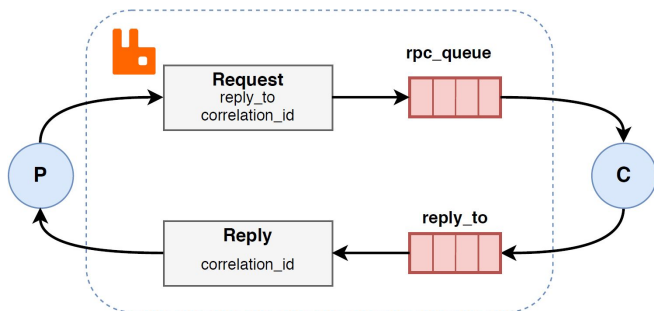 rpc_queue
Request
reply_to
correlation_id
P
C
reply_to
Reply
correlation_id